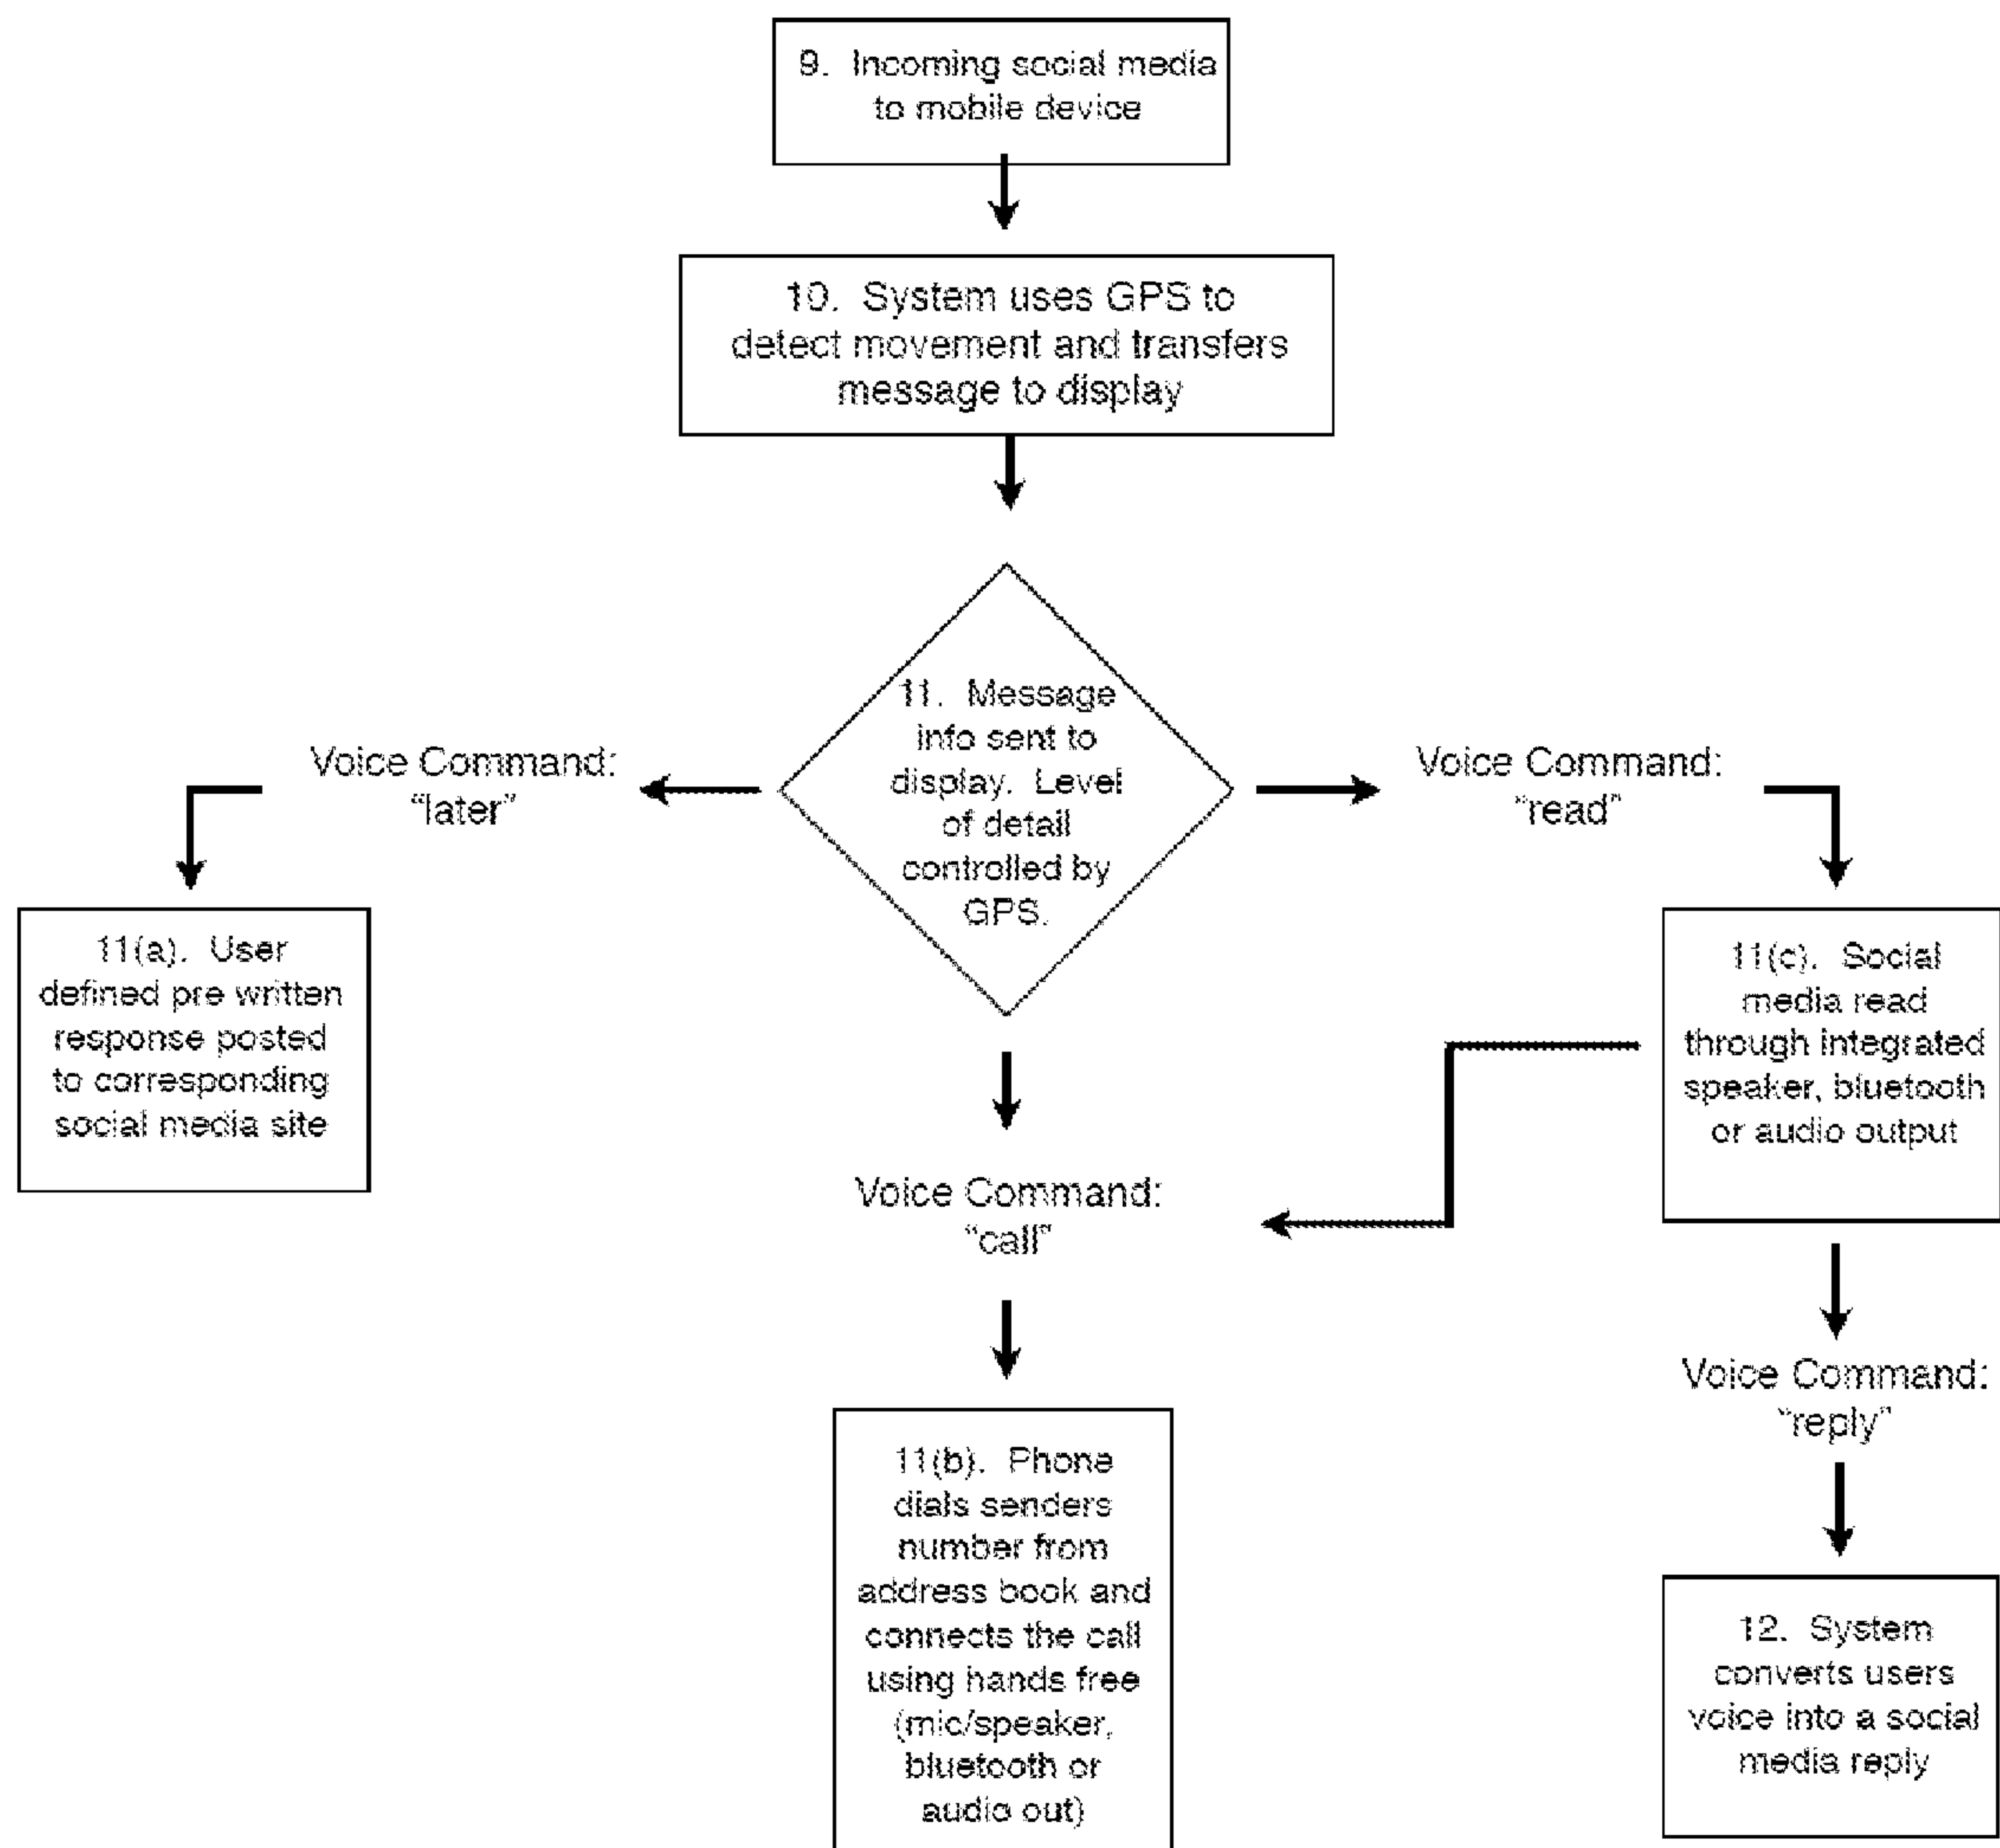 9. Incoming social media
to mobile device
10. System uses GPS to
detect movement and transfers
message to display
11. Message
info sent to
display. Level
of detail
controlled by
GPS.
Voice Command:
“later”
Voice Command:
“read”
11(a). User
defined pre written
response posted
to corresponding
social media site
11(c). Social
media read
through integrated
speaker, bluetooth
or audio output
Voice Command:
“call”
Voice Command:
“reply”
11(b). Phone
dials senders
number from
address book and
connects the call
using hands free
(mic/speaker,
bluetooth or
audio out)
12. System
converts users
voice into a social
media reply